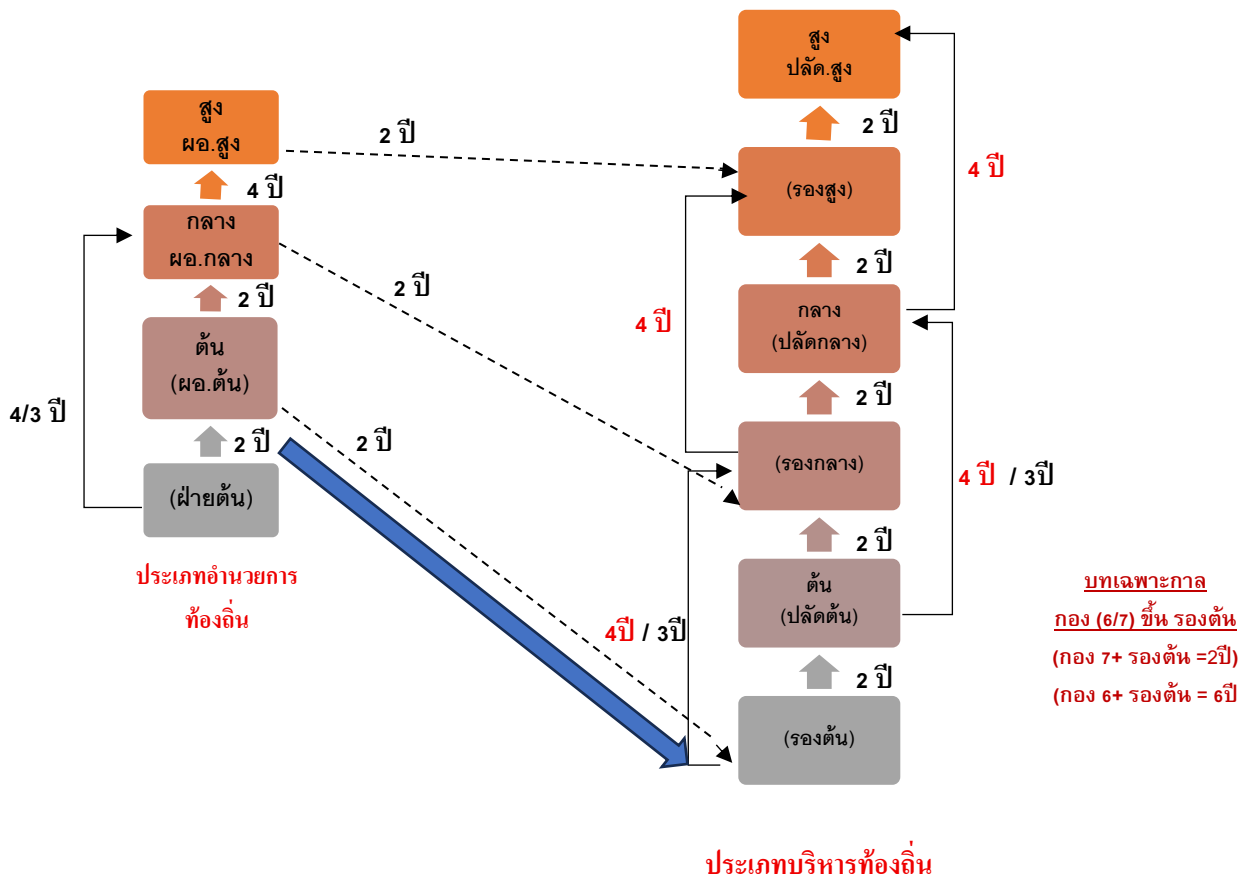 สูง
ผอ.สูง
4 ปี
กลาง
ผอ.กลาง
2 ปี
ต้น
(ผอ.ต้น)
4/3 ปี
2 ปี
(ฝ่ายต้น)
ประเภทอำนวยการ
ท้องถิ่น
2 ปี
2 ปี
2 ปี
สูง
ปลัด.สูง
2 ปี
(รองสูง)
4 ปี
2 ปี
4 ปี
กลาง
(ปลัดกลาง)
2 ปี
(รองกลาง)
4 ปี / 3ปี
2 ปี
ต้น
(ปลัดต้น)
4ปี / 3ปี
2 ปี
(รองต้น)
ประเภทบริหารท้องถิ่น
บทเฉพาะกาล
กอง (6/7) ขึ้น รองต้น
(กอง 7+ รองต้น =2ปี)
(กอง 6+ รองต้น = 6ปี